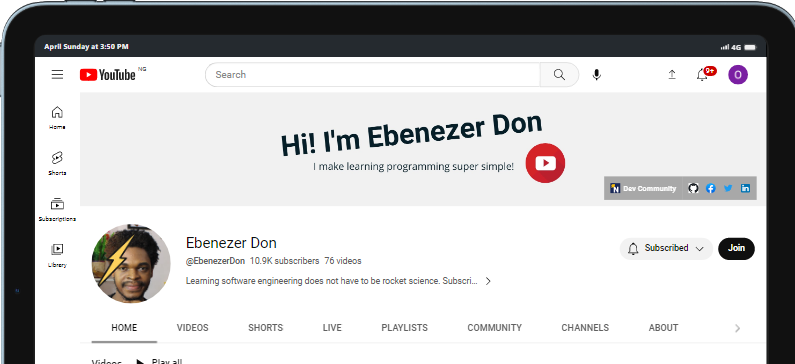 April Sunday at 3:50 PM
4G
YouTube NG
Search
9+
O
Home
Shorts
Subscriptions
Library
Hi! I'm Ebenezer Don
I make learning programming super simple!
Dev Community
Ebenezer Don
@EbenezerDon 10.9K subscribers 76 videos
Learning software engineering does not have to be rocket science. Subscri...
Subscribed
Join
HOME VIDEOS SHORTS LIVE PLAYLISTS COMMUNITY CHANNELS ABOUT
Videos Play all